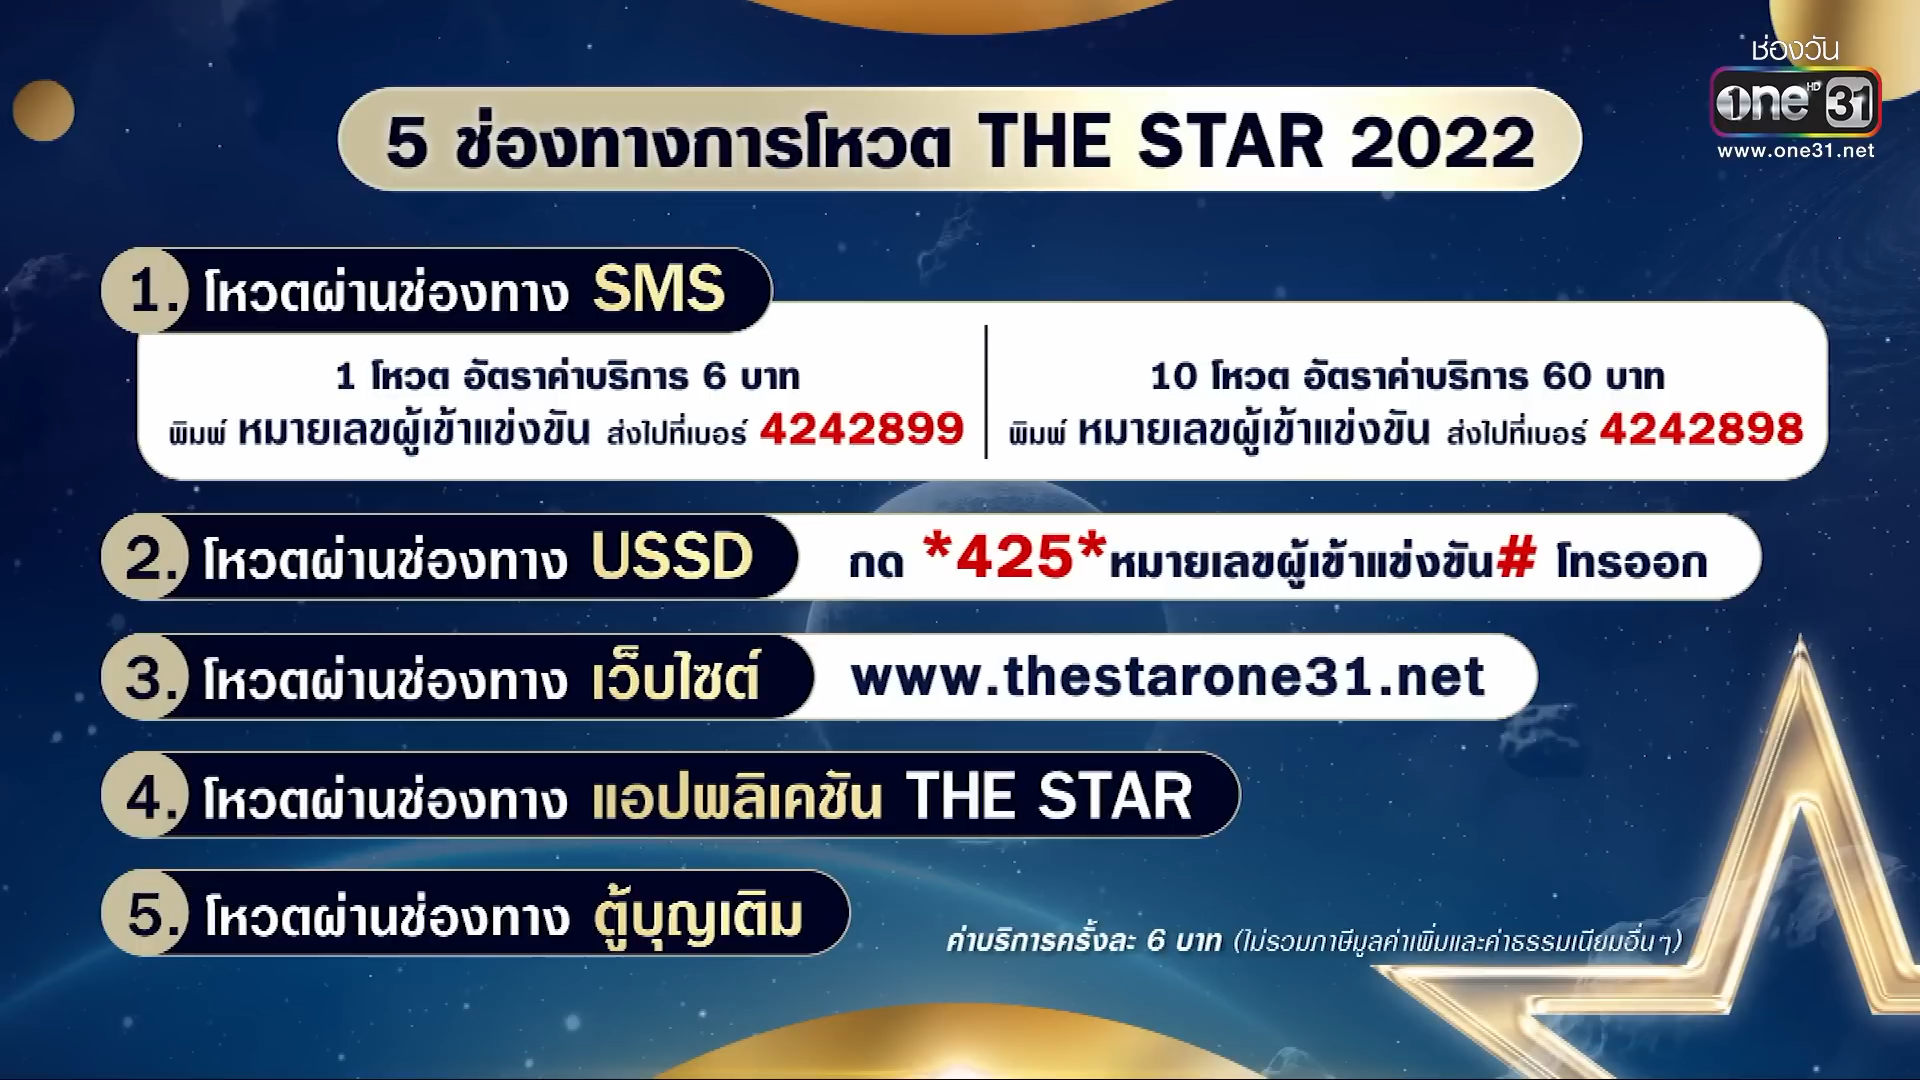 ช่องวัน
one HD 31
www.one31.net
5 ช่องทางการโหวต THE STAR 2022
1. โหวตผ่านช่องทาง SMS
1 โหวต อัตราค่าบริการ 6 บาท
พิมพ์ หมายเลขผู้เข้าแข่งขัน ส่งไปที่เบอร์ 4242899
10 โหวต อัตราค่าบริการ 60 บาท
พิมพ์ หมายเลขผู้เข้าแข่งขัน ส่งไปที่เบอร์ 4242898
2. โหวตผ่านช่องทาง USSD กด *425*หมายเลขผู้เข้าแข่งขัน# โทรออก
3. โหวตผ่านช่องทาง เว็บไซต์ www.thestarone31.net
4. โหวตผ่านช่องทาง แอปพลิเคชัน THE STAR
5. โหวตผ่านช่องทาง ตู้บุญเติม
ค่าบริการครั้งละ 6 บาท (ไม่รวมภาษีมูลค่าเพิ่มและค่าธรรมเนียมอื่นๆ)